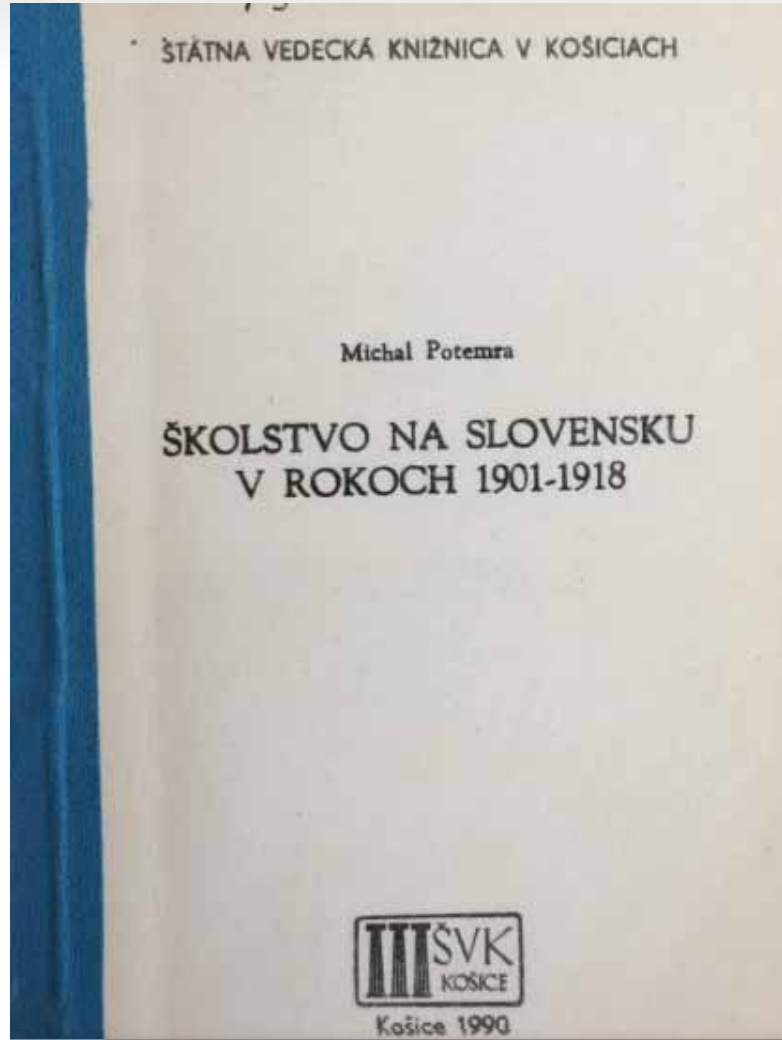 ŠTÁTNA VEDECKÁ KNIŽNICA V KOŠICIACH
Michal Potemra
ŠKOLSTVO NA SLOVENSKU
V ROKOCH 1901-1918
ŠVK
KOŠICE
Košice 1990